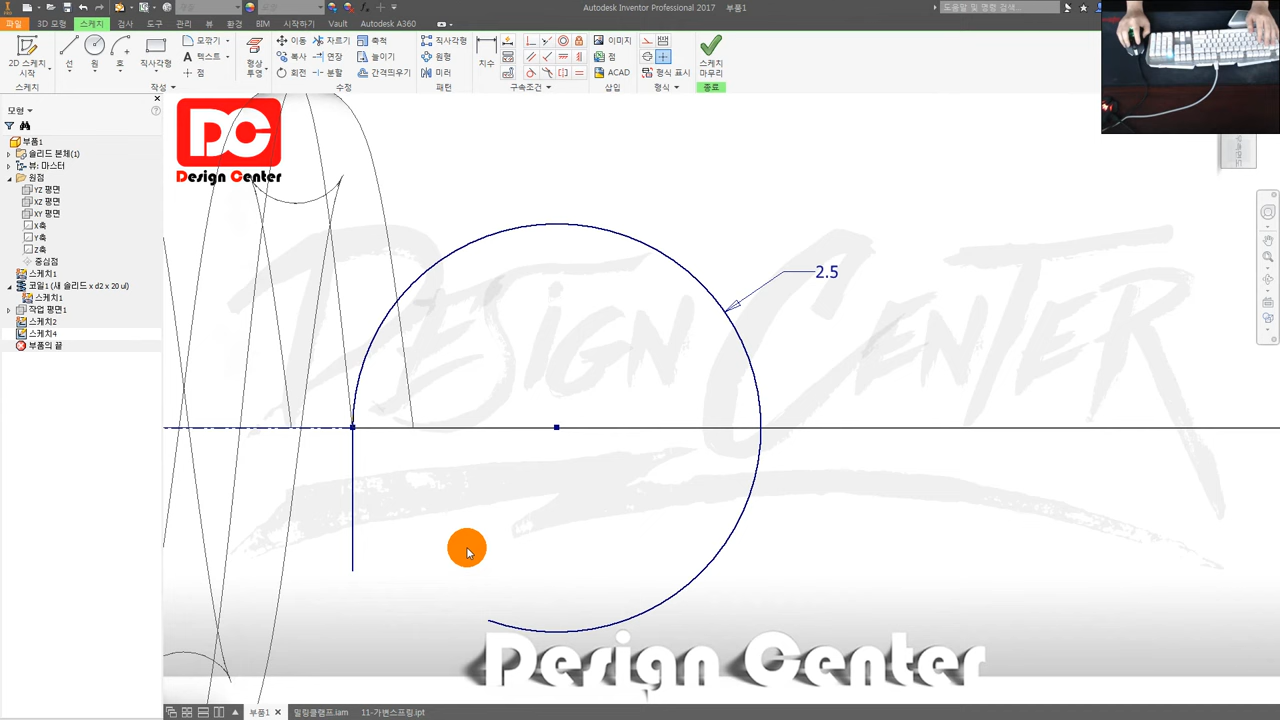 Autodesk Inventor Professional 2017 부품1
도움말 및 명령 검색...
파일 3D 모형 스케치 검사 도구 관리 뷰 환경 BIM 시작하기 Vault Autodesk A360
2D 스케치 시작 선 원 호 직사각형 모깎기 텍스트 점
형상 투영 이동 복사 회전 자르기 연장 분할 축척 늘이기 간격띄우기
직사각형 원형 미러 치수 이미지 점 ACAD 형식 표시 스케치 마무리
스케치 작성 수정 패턴 구속조건 삽입 형식 종료
모형
부품1
솔리드 본체(1)
뷰: 마스터
원점
YZ 평면
XZ 평면
XY 평면
X축
Y축
Z축
중심점
스케치1
코일1 (새 솔리드 x d2 x 20 ul)
스케치1
작업 평면1
스케치2
스케치4
부품의 끝
DC
Design Center
DESIGN CENTER
2.5
Design Center
부품1 밀링클램프.iam 11-가변스프링.ipt